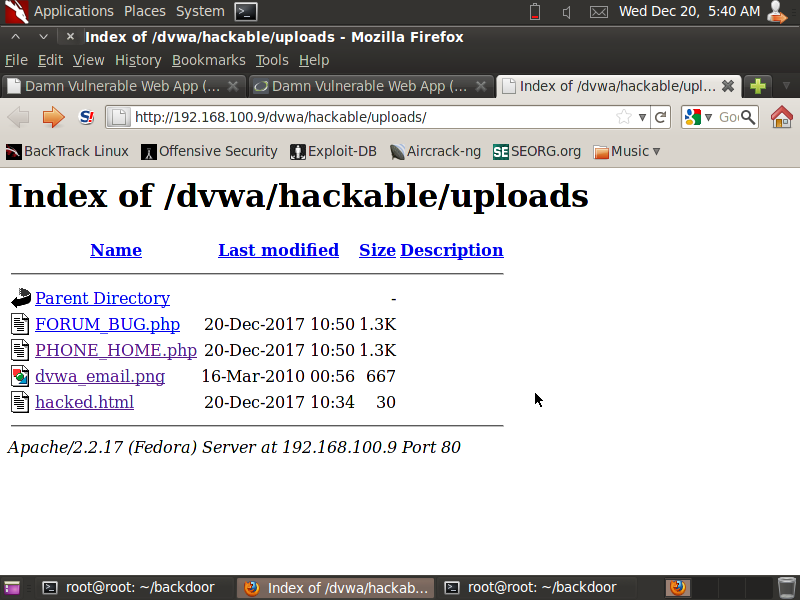 Applications Places System Wed Dec 20, 5:40 AM
Index of /dvwa/hackable/uploads - Mozilla Firefox
File Edit View History Bookmarks Tools Help
Damn Vulnerable Web App (... Damn Vulnerable Web App (... Index of /dvwa/hackable/upl...
S! http://192.168.100.9/dvwa/hackable/uploads/ Goo
BackTrack Linux Offensive Security Exploit-DB Aircrack-ng SE SEORG.org Music
Index of /dvwa/hackable/uploads
Name Last modified Size Description
Parent Directory -
FORUM_BUG.php 20-Dec-2017 10:50 1.3K
PHONE_HOME.php 20-Dec-2017 10:50 1.3K
dvwa_email.png 16-Mar-2010 00:56 667
hacked.html 20-Dec-2017 10:34 30
Apache/2.2.17 (Fedora) Server at 192.168.100.9 Port 80
root@root: ~/backdoor Index of /dvwa/hackab... root@root: ~/backdoor